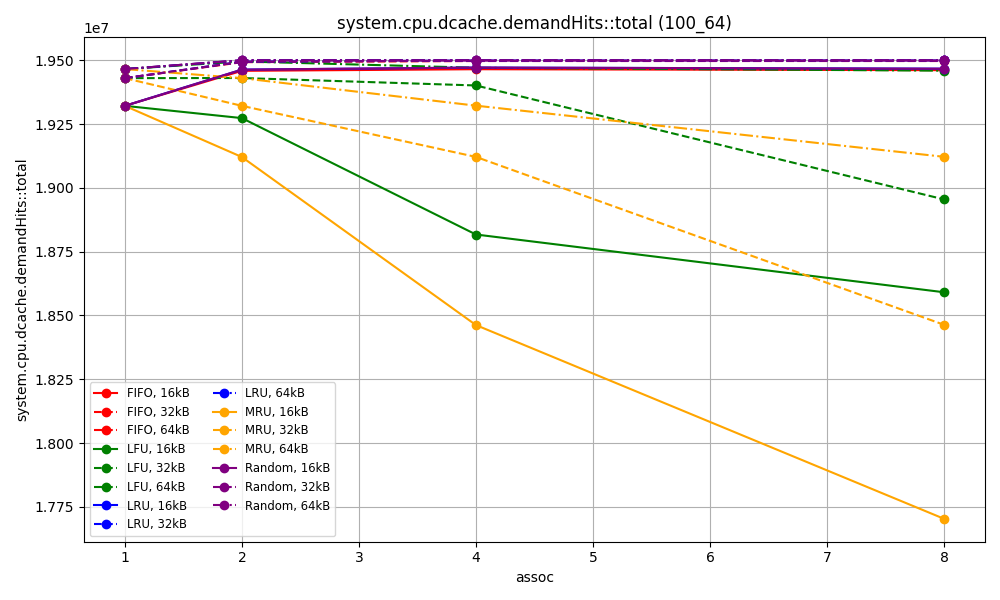 system.cpu.dcache.demandHits::total (100_64)
1e7
1.950
1.925
1.900
1.875
1.850
1.825
1.800
1.775
system.cpu.dcache.demandHits::total
FIFO, 16kB
FIFO, 32kB
FIFO, 64kB
LFU, 16kB
LFU, 32kB
LFU, 64kB
LRU, 16kB
LRU, 32kB
LRU, 64kB
MRU, 16kB
MRU, 32kB
MRU, 64kB
Random, 16kB
Random, 32kB
Random, 64kB
1 2 3 4 5 6 7 8
assoc